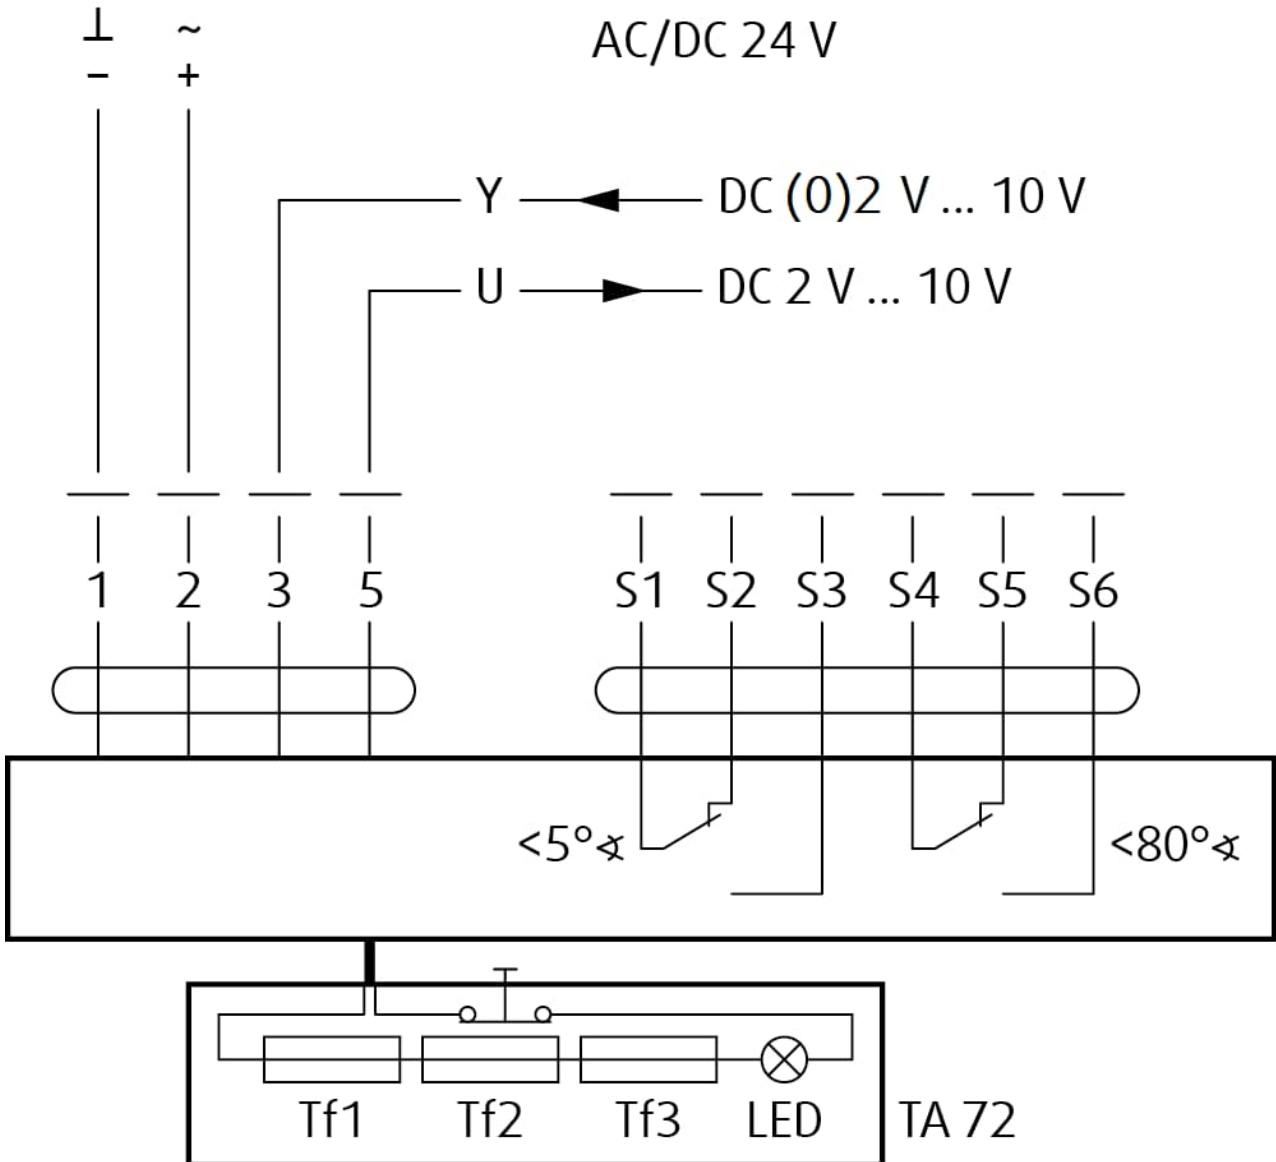 ⊥ ~ AC/DC 24 V
− +
Y DC (0)2 V ... 10 V
U DC 2 V ... 10 V
1 2 3 5 S1 S2 S3 S4 S5 S6
<5°∢ <80°∢
Tf1 Tf2 Tf3 LED TA 72